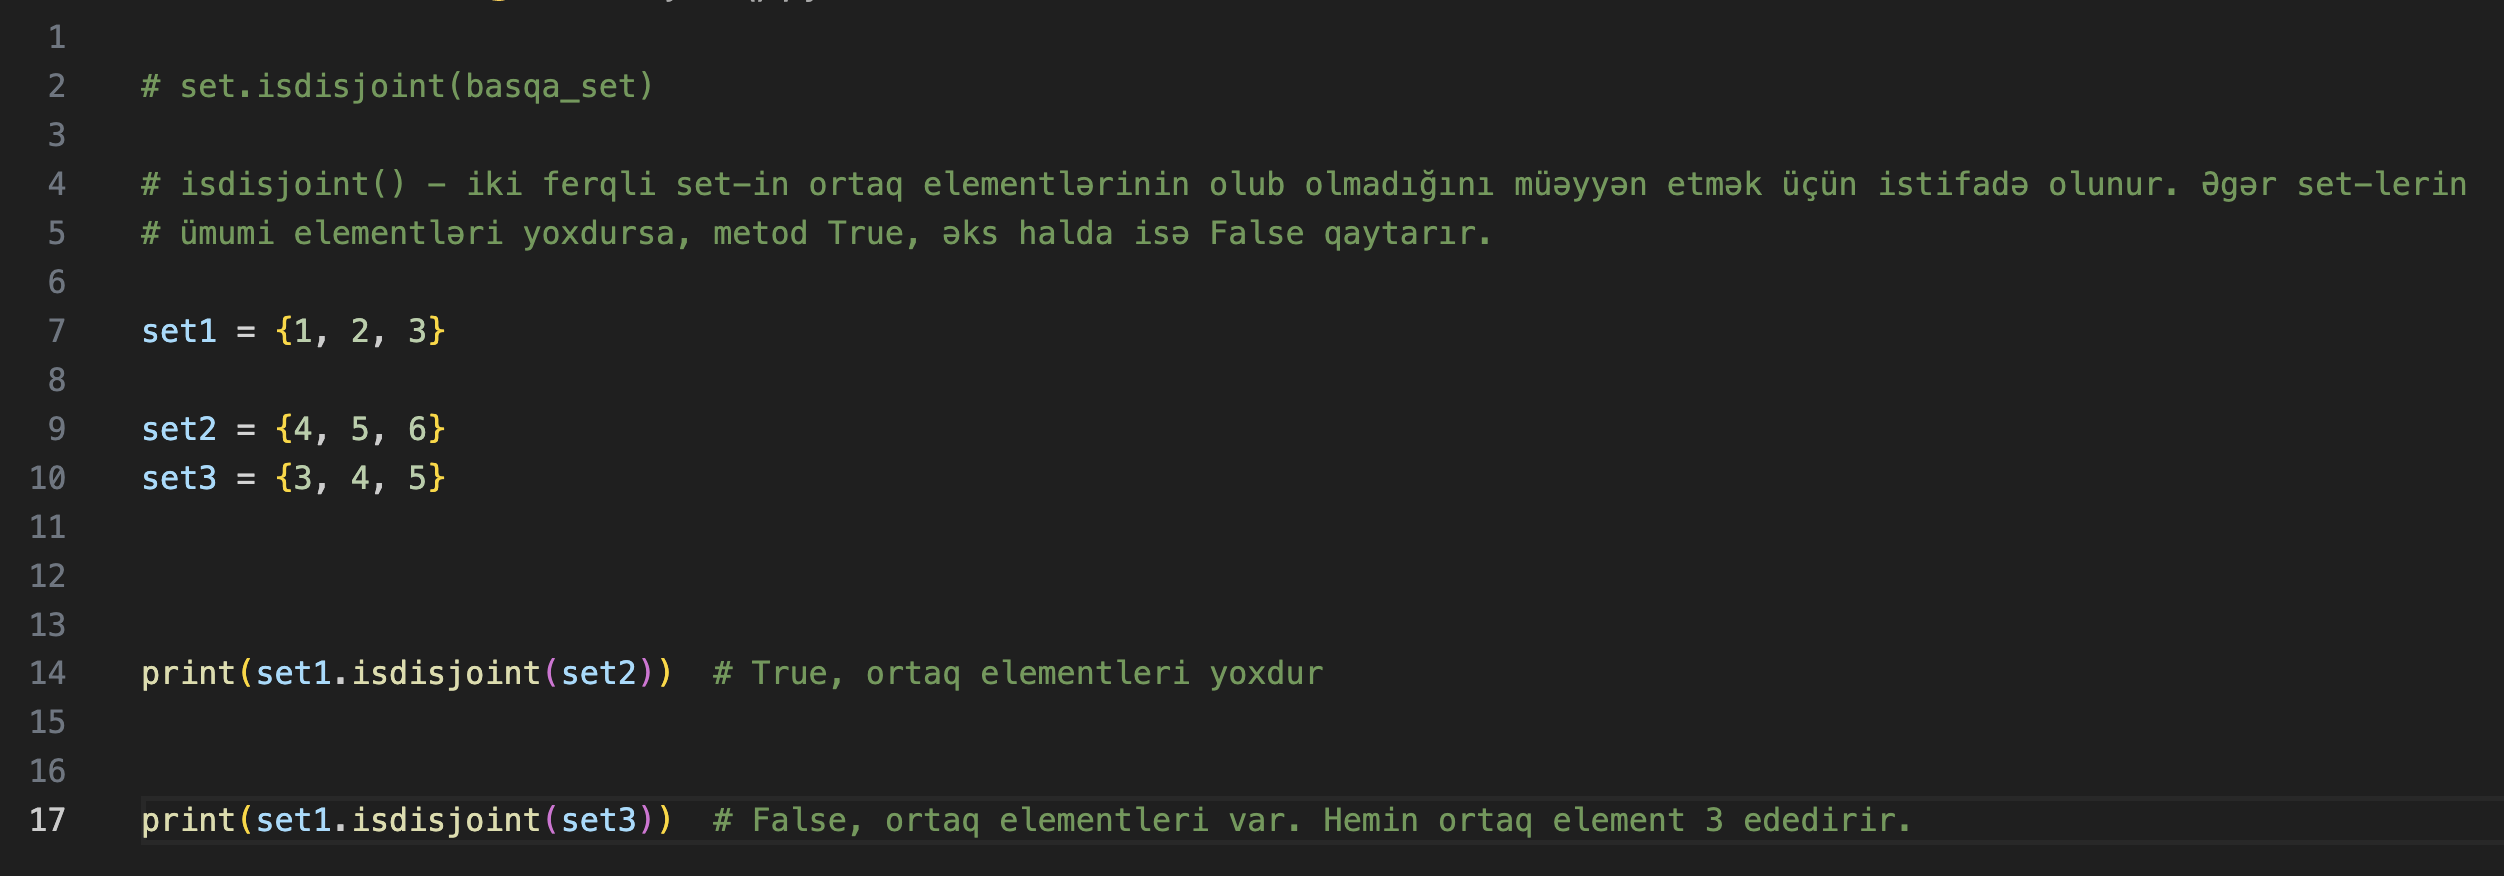 1
2 # set.isdisjoint(basqa_set)
3
4 # isdisjoint() – iki ferqli set-in ortaq elementlərinin olub olmadığını müəyyən etmək üçün istifadə olunur. Əgər set-lerin
5 # ümumi elementləri yoxdursa, metod True, əks halda isə False qaytarır.
6
7 set1 = {1, 2, 3}
8
9 set2 = {4, 5, 6}
10 set3 = {3, 4, 5}
11
12
13
14 print(set1.isdisjoint(set2))  # True, ortaq elementleri yoxdur
15
16
17 print(set1.isdisjoint(set3))  # False, ortaq elementleri var. Hemin ortaq element 3 ededirir.